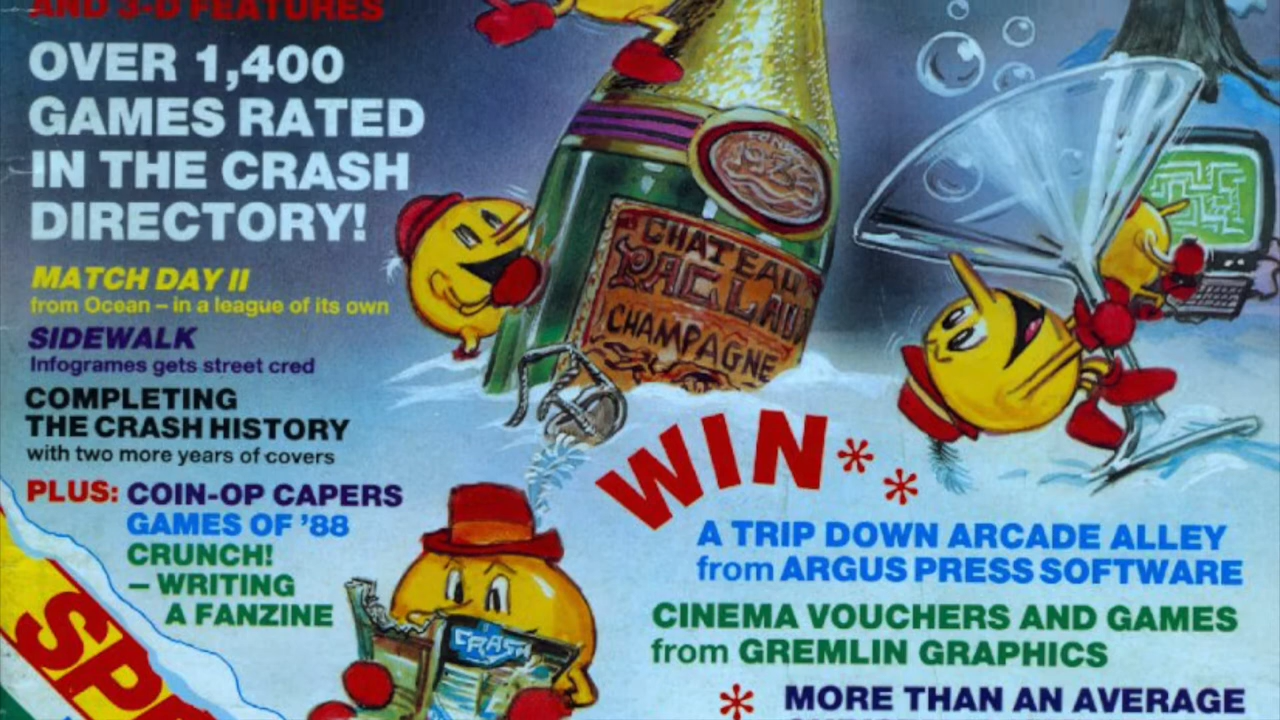 AND 3-D FEATURES
OVER 1,400
GAMES RATED
IN THE CRASH
DIRECTORY!
MATCH DAY II
from Ocean – in a league of its own
SIDEWALK
Infogrames gets street cred
COMPLETING
THE CRASH HISTORY
with two more years of covers
PLUS: COIN-OP CAPERS
GAMES OF '88
CRUNCH!
– WRITING
A FANZINE
CHATEAU
PAC LAND
CHAMPAGNE
WIN**
A TRIP DOWN ARCADE ALLEY
from ARGUS PRESS SOFTWARE
CINEMA VOUCHERS AND GAMES
from GREMLIN GRAPHICS
* MORE THAN AN AVERAGE
CRASH
SP